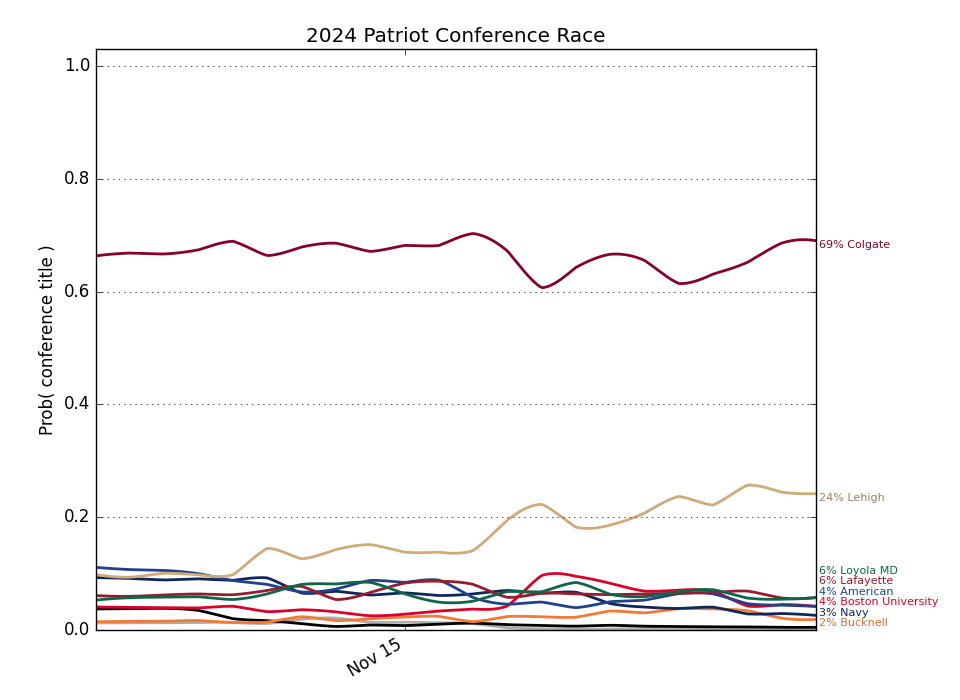 2024 Patriot Conference Race
1.0
0.8
0.6
0.4
0.2
0.0
Prob( conference title )
Nov 15
69% Colgate
24% Lehigh
6% Loyola MD
6% Lafayette
4% American
4% Boston University
3% Navy
2% Bucknell